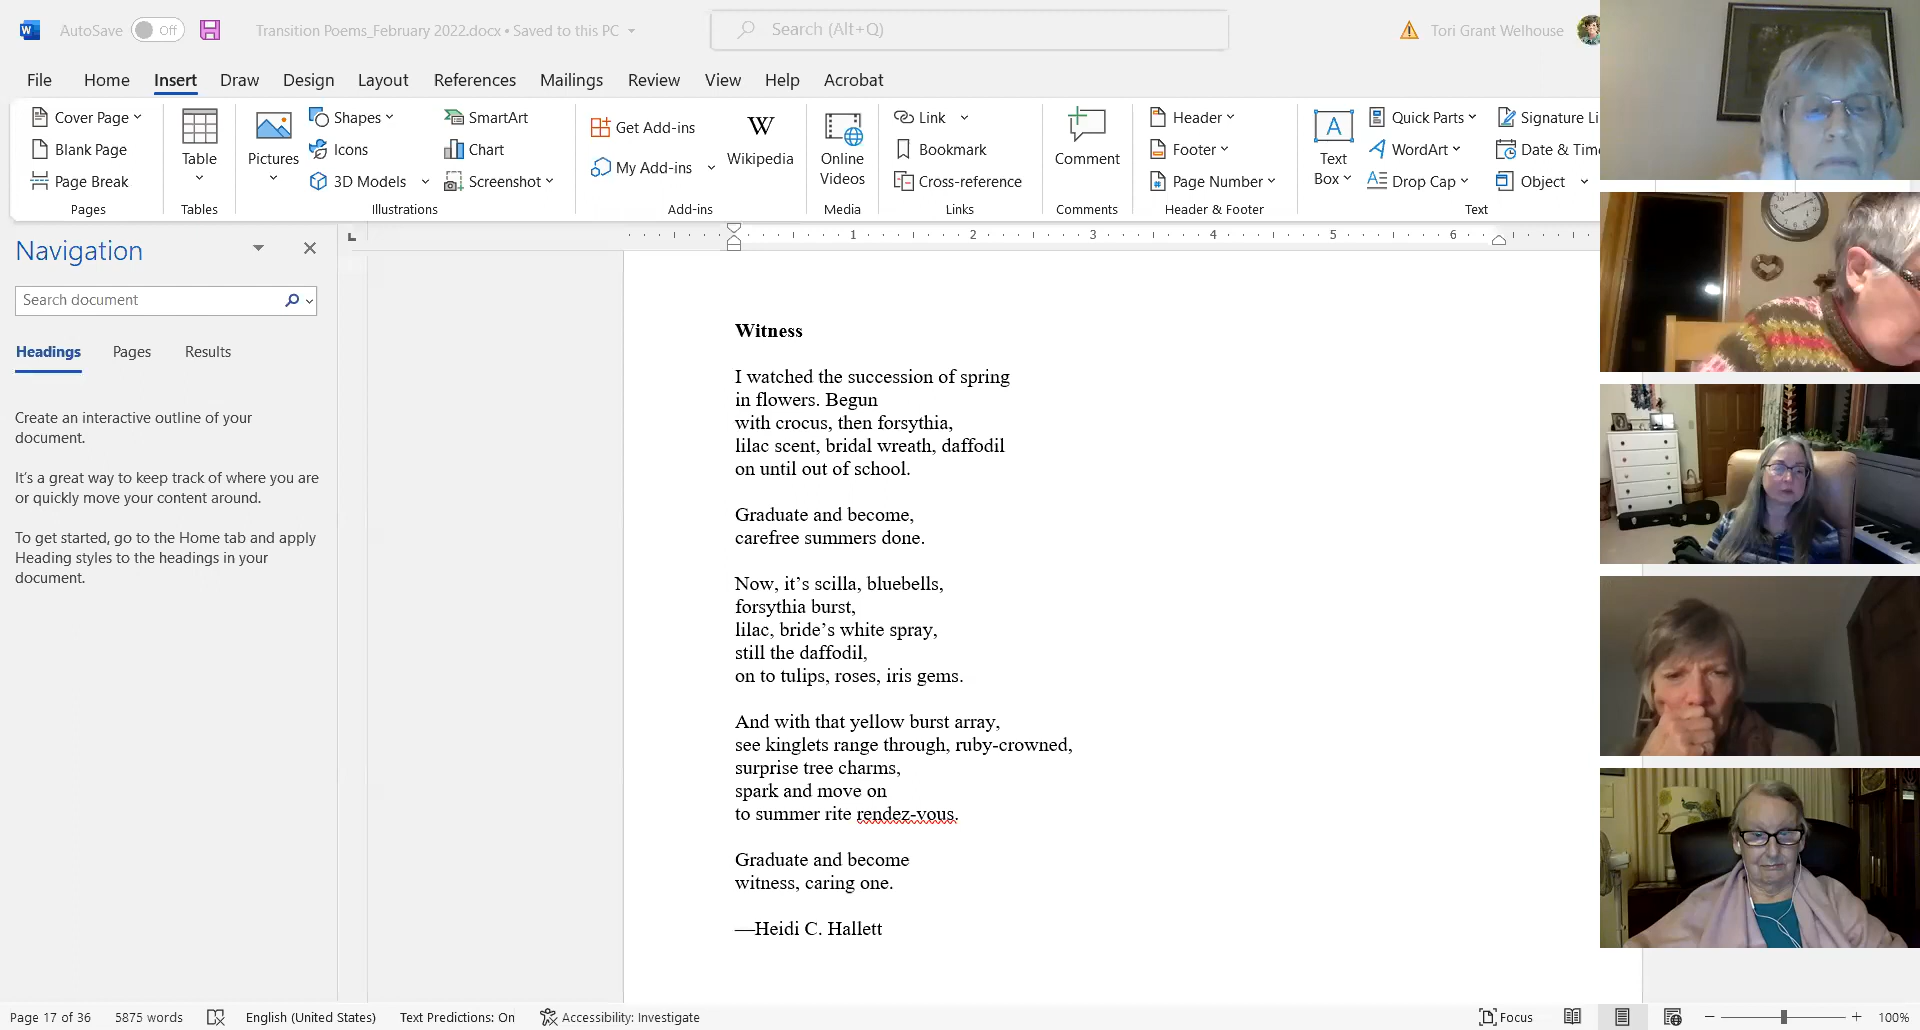 AutoSave Off Transition Poems_February 2022.docx • Saved to this PC Search (Alt+Q) Tori Grant Welhouse
File Home Insert Draw Design Layout References Mailings Review View Help Acrobat
Cover Page
Blank Page
Page Break
Pages
Table
Tables
Pictures
Shapes
Icons
3D Models
SmartArt
Chart
Screenshot
Illustrations
Get Add-ins
My Add-ins
W
Wikipedia
Add-ins
Online
Videos
Media
Link
Bookmark
Cross-reference
Links
Comment
Comments
Header
Footer
Page Number
Header & Footer
A
Text
Box
Quick Parts
WordArt
Drop Cap
Signature Li
Date & Time
Object
Text
Navigation
Search document
Headings Pages Results
Create an interactive outline of your
document.
It's a great way to keep track of where you are
or quickly move your content around.
To get started, go to the Home tab and apply
Heading styles to the headings in your
document.
1 2 3 4 5 6
Witness
I watched the succession of spring
in flowers. Begun
with crocus, then forsythia,
lilac scent, bridal wreath, daffodil
on until out of school.
Graduate and become,
carefree summers done.
Now, it's scilla, bluebells,
forsythia burst,
lilac, bride's white spray,
still the daffodil,
on to tulips, roses, iris gems.
And with that yellow burst array,
see kinglets range through, ruby-crowned,
surprise tree charms,
spark and move on
to summer rite rendez-vous.
Graduate and become
witness, caring one.
—Heidi C. Hallett
Page 17 of 36 5875 words English (United States) Text Predictions: On Accessibility: Investigate Focus 100%